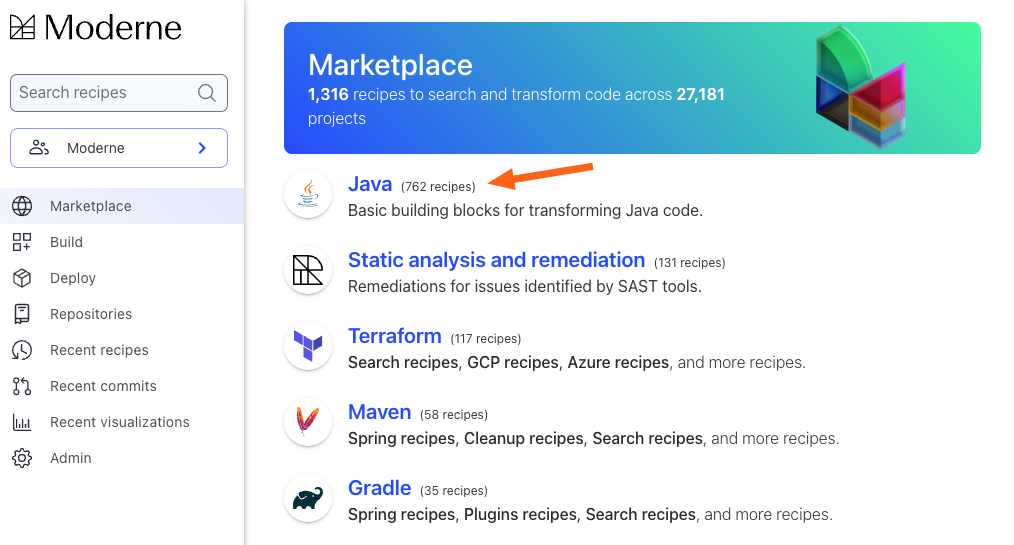 Moderne
Search recipes
Moderne
Marketplace
Build
Deploy
Repositories
Recent recipes
Recent commits
Recent visualizations
Admin
Marketplace
1,316 recipes to search and transform code across 27,181
projects
Java (762 recipes)
Basic building blocks for transforming Java code.
Static analysis and remediation (131 recipes)
Remediations for issues identified by SAST tools.
Terraform (117 recipes)
Search recipes, GCP recipes, Azure recipes, and more recipes.
Maven (58 recipes)
Spring recipes, Cleanup recipes, Search recipes, and more recipes.
Gradle (35 recipes)
Spring recipes, Plugins recipes, Search recipes, and more recipes.